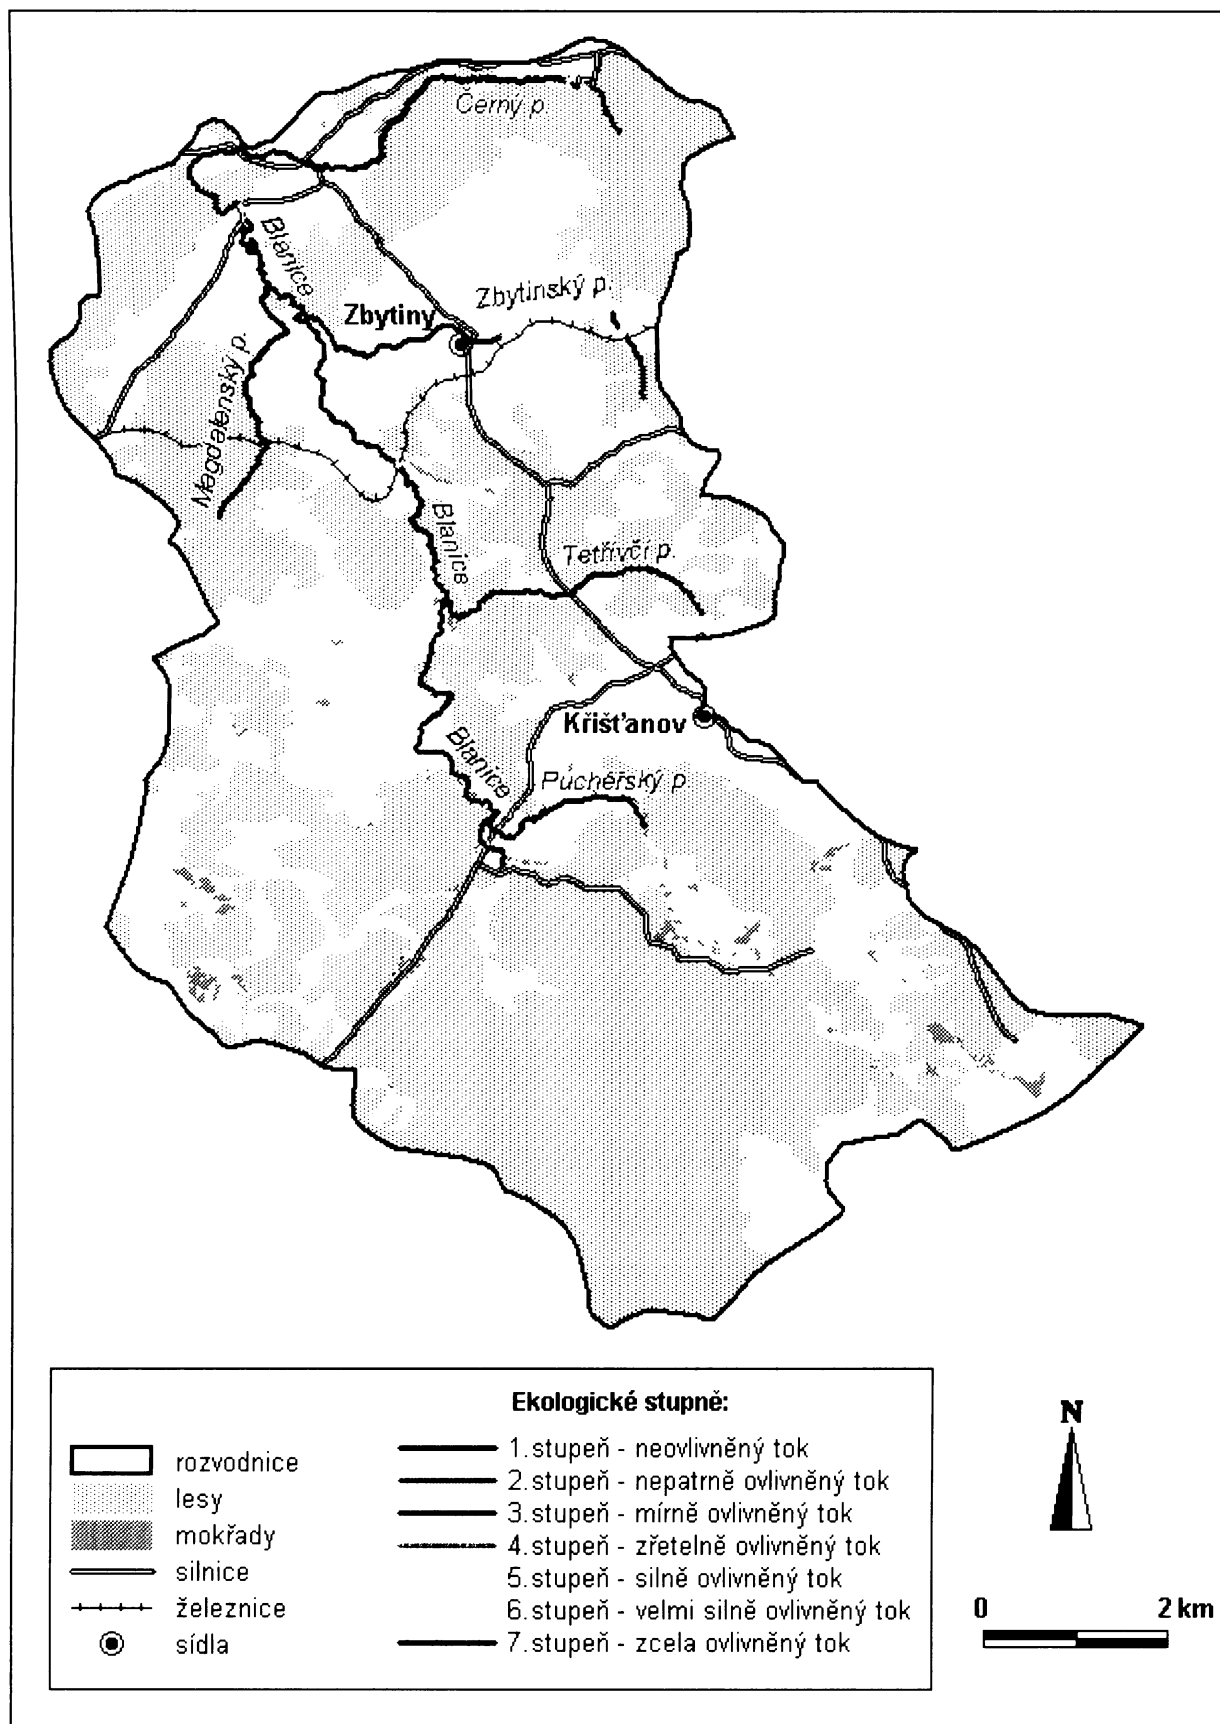 Černý p.
Blanice
Zbytinský p.
Zbytiny
Magdalenský p.
Blanice
Tetřívčí p.
Křišťanov
Blanice
Puchéřský p.
Ekologické stupně:
rozvodnice
lesy
mokřady
silnice
železnice
sídla
1.stupeň - neovlivněný tok
2.stupeň - nepatrně ovlivněný tok
3.stupeň - mírně ovlivněný tok
4.stupeň - zřetelně ovlivněný tok
5.stupeň - silně ovlivněný tok
6.stupeň - velmi silně ovlivněný tok
7.stupeň - zcela ovlivněný tok
N
0 2 km